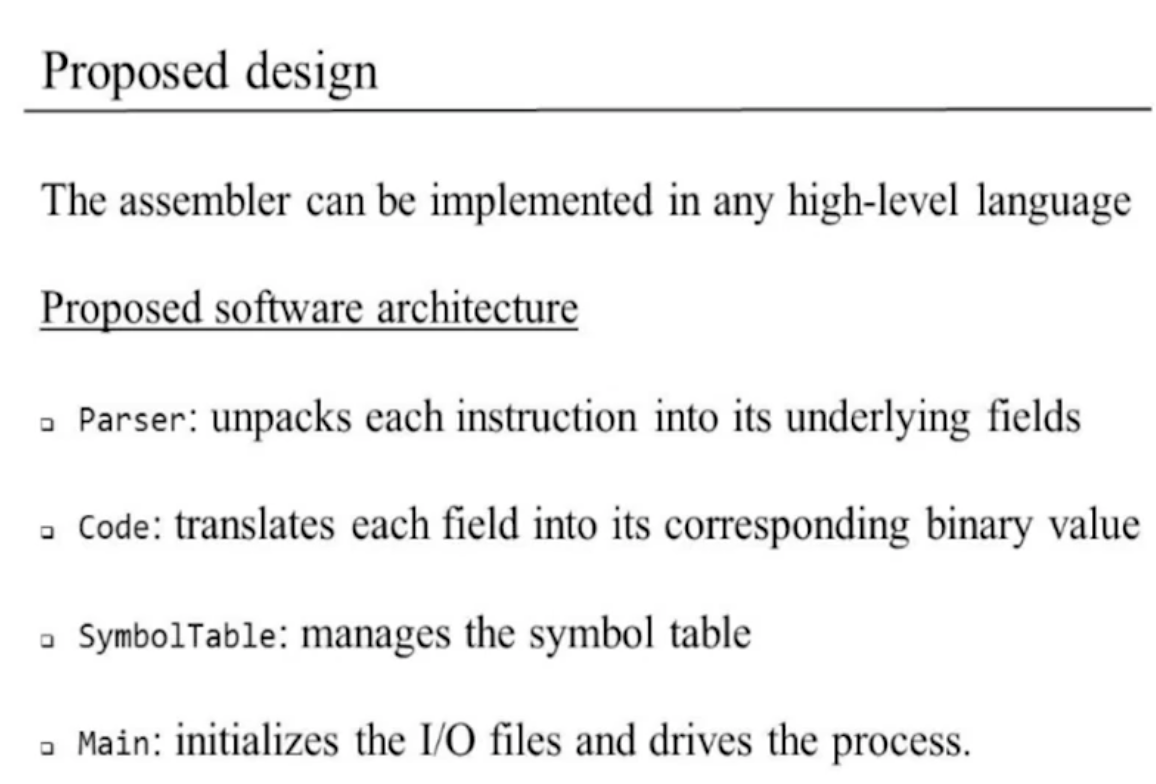 Proposed design
The assembler can be implemented in any high-level language
Proposed software architecture
Parser: unpacks each instruction into its underlying fields
Code: translates each field into its corresponding binary value
SymbolTable: manages the symbol table
Main: initializes the I/O files and drives the process.